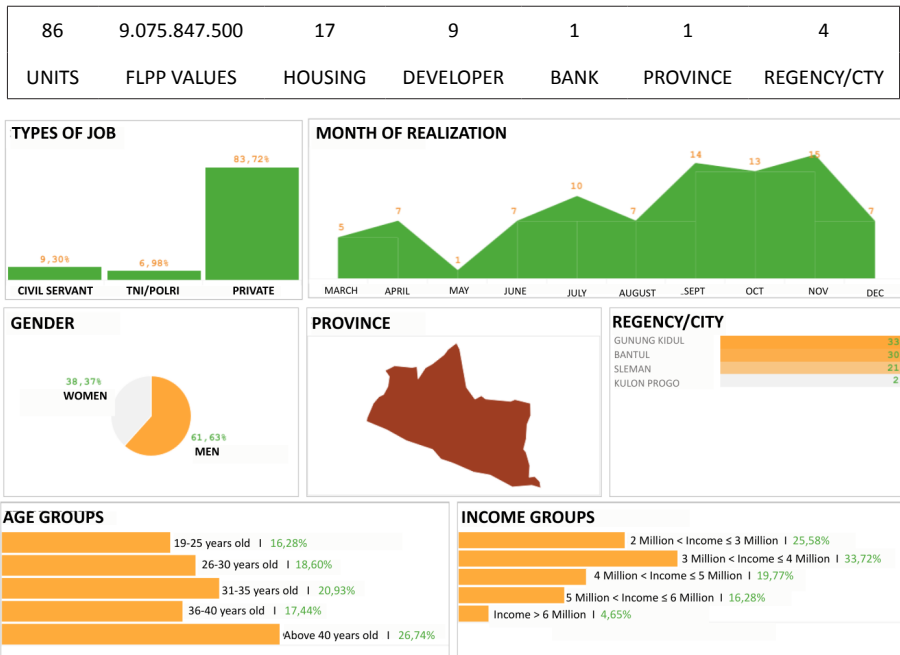 86 9.075.847.500 17 9 1 1 4
UNITS FLPP VALUES HOUSING DEVELOPER BANK PROVINCE REGENCY/CTY
TYPES OF JOB
83,72%
9,30%
6,98%
CIVIL SERVANT TNI/POLRI PRIVATE
MONTH OF REALIZATION
5 7 1 7 10 7 14 13 15 7
MARCH APRIL MAY JUNE JULY AUGUST SEPT OCT NOV DEC
GENDER
38,37%
WOMEN
61,63%
MEN
PROVINCE
REGENCY/CITY
GUNUNG KIDUL 33
BANTUL 30
SLEMAN 21
KULON PROGO 2
AGE GROUPS
19-25 years old I 16,28%
26-30 years old I 18,60%
31-35 years old I 20,93%
36-40 years old I 17,44%
Above 40 years old I 26,74%
INCOME GROUPS
2 Million < Income ≤ 3 Million I 25,58%
3 Million < Income ≤ 4 Million I 33,72%
4 Million < Income ≤ 5 Million I 19,77%
5 Million < Income ≤ 6 Million I 16,28%
Income > 6 Million I 4,65%